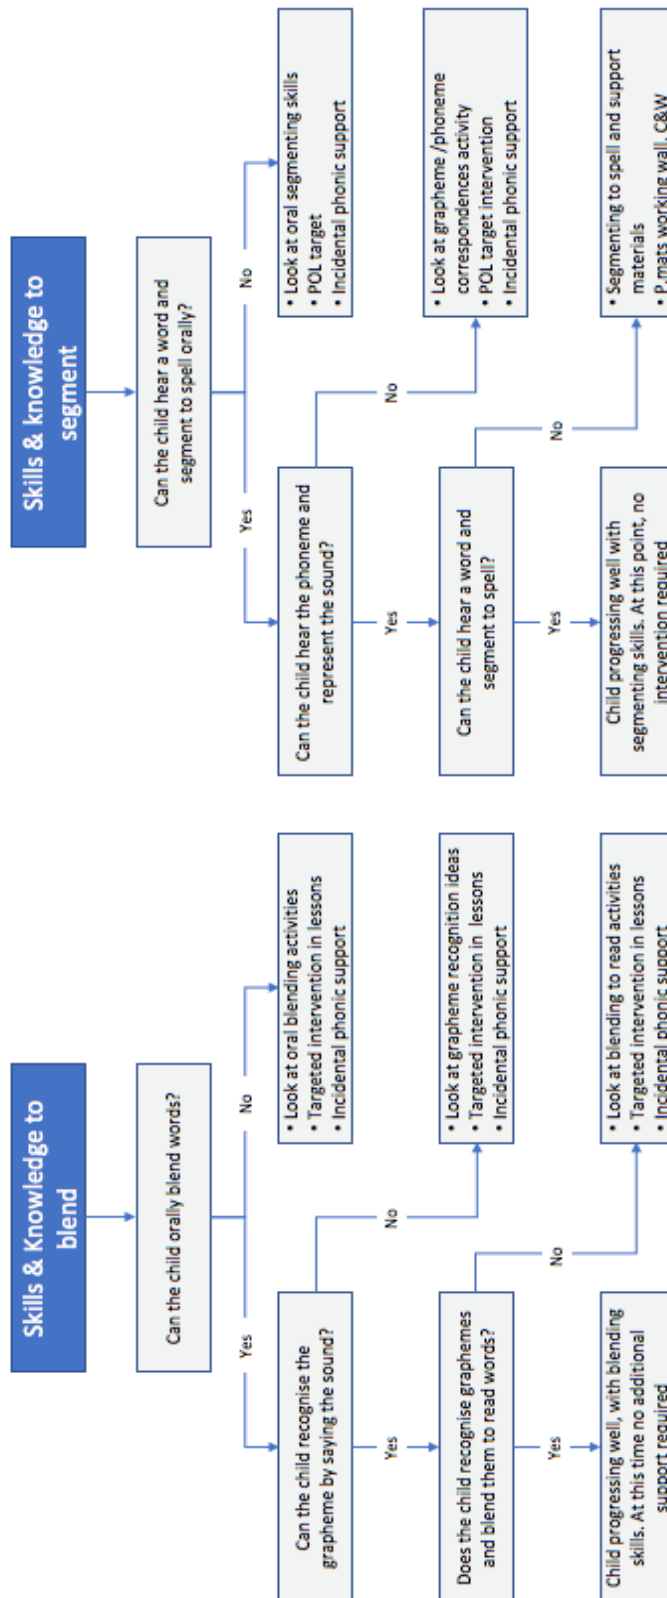 Skills & Knowledge to
blend
Can the child orally blend words?
Yes
No
Can the child recognise the
grapheme by saying the sound?
• Look at oral blending activities
• Targeted intervention in lessons
• Incidental phonic support
Yes
No
Does the child recognise graphemes
and blend them to read words?
• Look at grapheme recognition ideas
• Targeted intervention in lessons
• Incidental phonic support
Yes
No
Child progressing well, with blending
skills. At this time no additional
support required
• Look at blending to read activities
• Targeted intervention in lessons
• Incidental phonic support
Skills & knowledge to
segment
Can the child hear a word and
segment to spell orally?
Yes
No
Can the child hear the phoneme and
represent the sound?
• Look at oral segmenting skills
• POL target
• Incidental phonic support
Yes
No
Can the child hear a word and
segment to spell?
• Look at grapheme /phoneme
correspondences activity
• POL target intervention
• Incidental phonic support
Yes
No
Child progressing well with
segmenting skills. At this point, no
intervention required
• Segmenting to spell and support
materials
• P.mats working wall, C&W